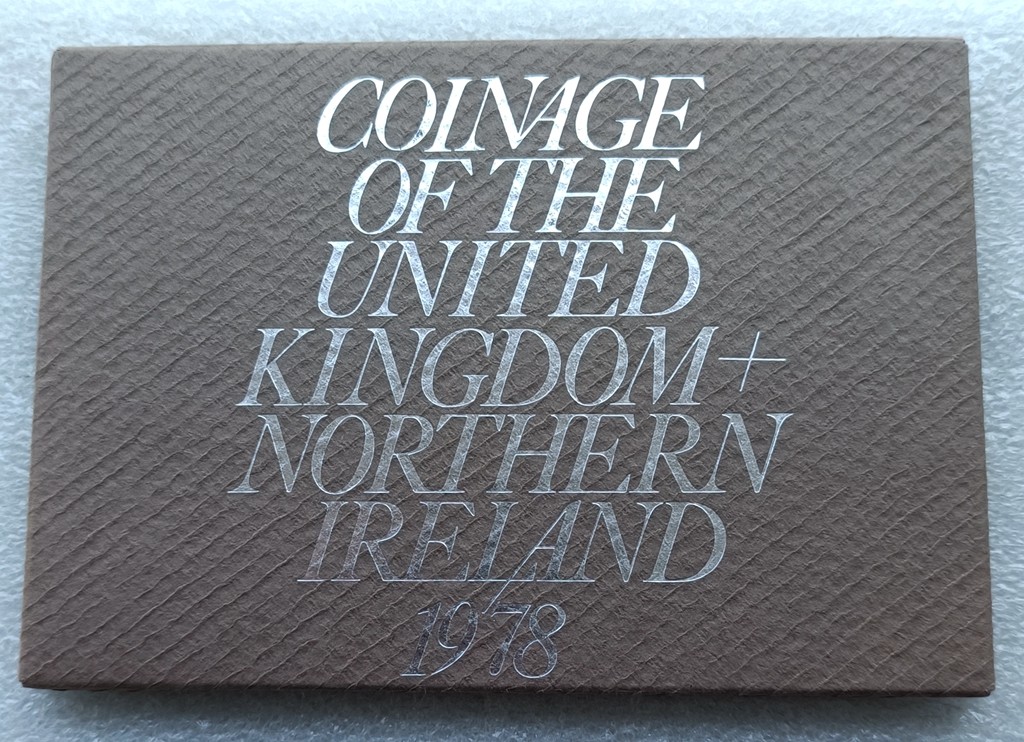 COINAGE
OF THE
UNITED
KINGDOM +
NORTHERN
IRELAND
1978